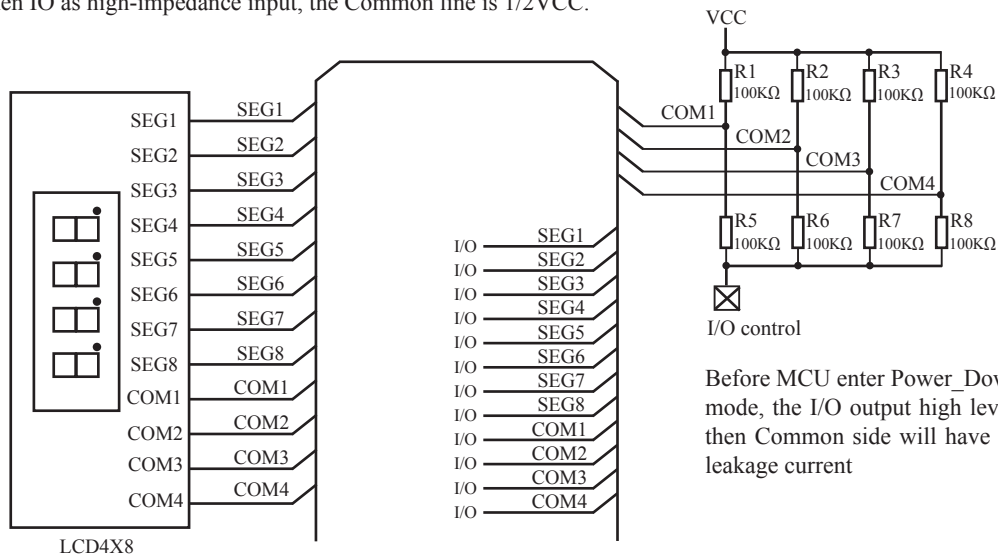 en IO as high-impedance input, the Common line is 1/2VCC.
VCC
R1
100KΩ
R2
100KΩ
R3
100KΩ
R4
100KΩ
COM1
COM2
COM3
COM4
R5
100KΩ
R6
100KΩ
R7
100KΩ
R8
100KΩ
I/O control
Before MCU enter Power_Dow
mode, the I/O output high lev
then Common side will have
leakage current
SEG1
SEG2
SEG3
SEG4
SEG5
SEG6
SEG7
SEG8
COM1
COM2
COM3
COM4
SEG1
SEG2
SEG3
SEG4
SEG5
SEG6
SEG7
SEG8
COM1
COM2
COM3
COM4
I/O SEG1
I/O SEG2
I/O SEG3
I/O SEG4
I/O SEG5
I/O SEG6
I/O SEG7
I/O SEG8
I/O COM1
I/O COM2
I/O COM3
I/O COM4
LCD4X8